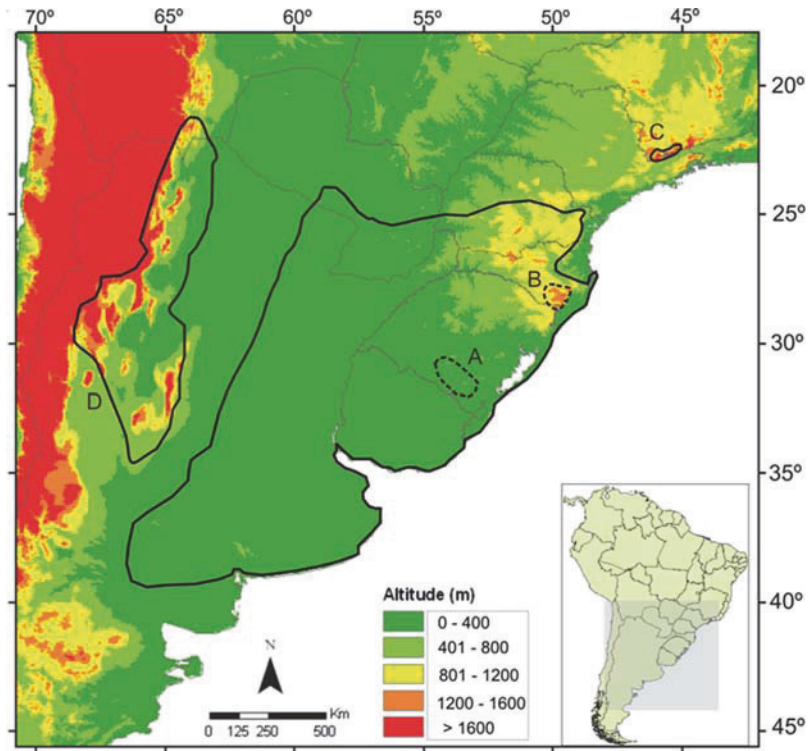 70º 65º 60º 55º 50º 45º
20º
C
25º
B
A
30º
D
35º
40º
45º
Altitude (m)
0 - 400
401 - 800
801 - 1200
1200 - 1600
> 1600
N
Km
0 125 250 500